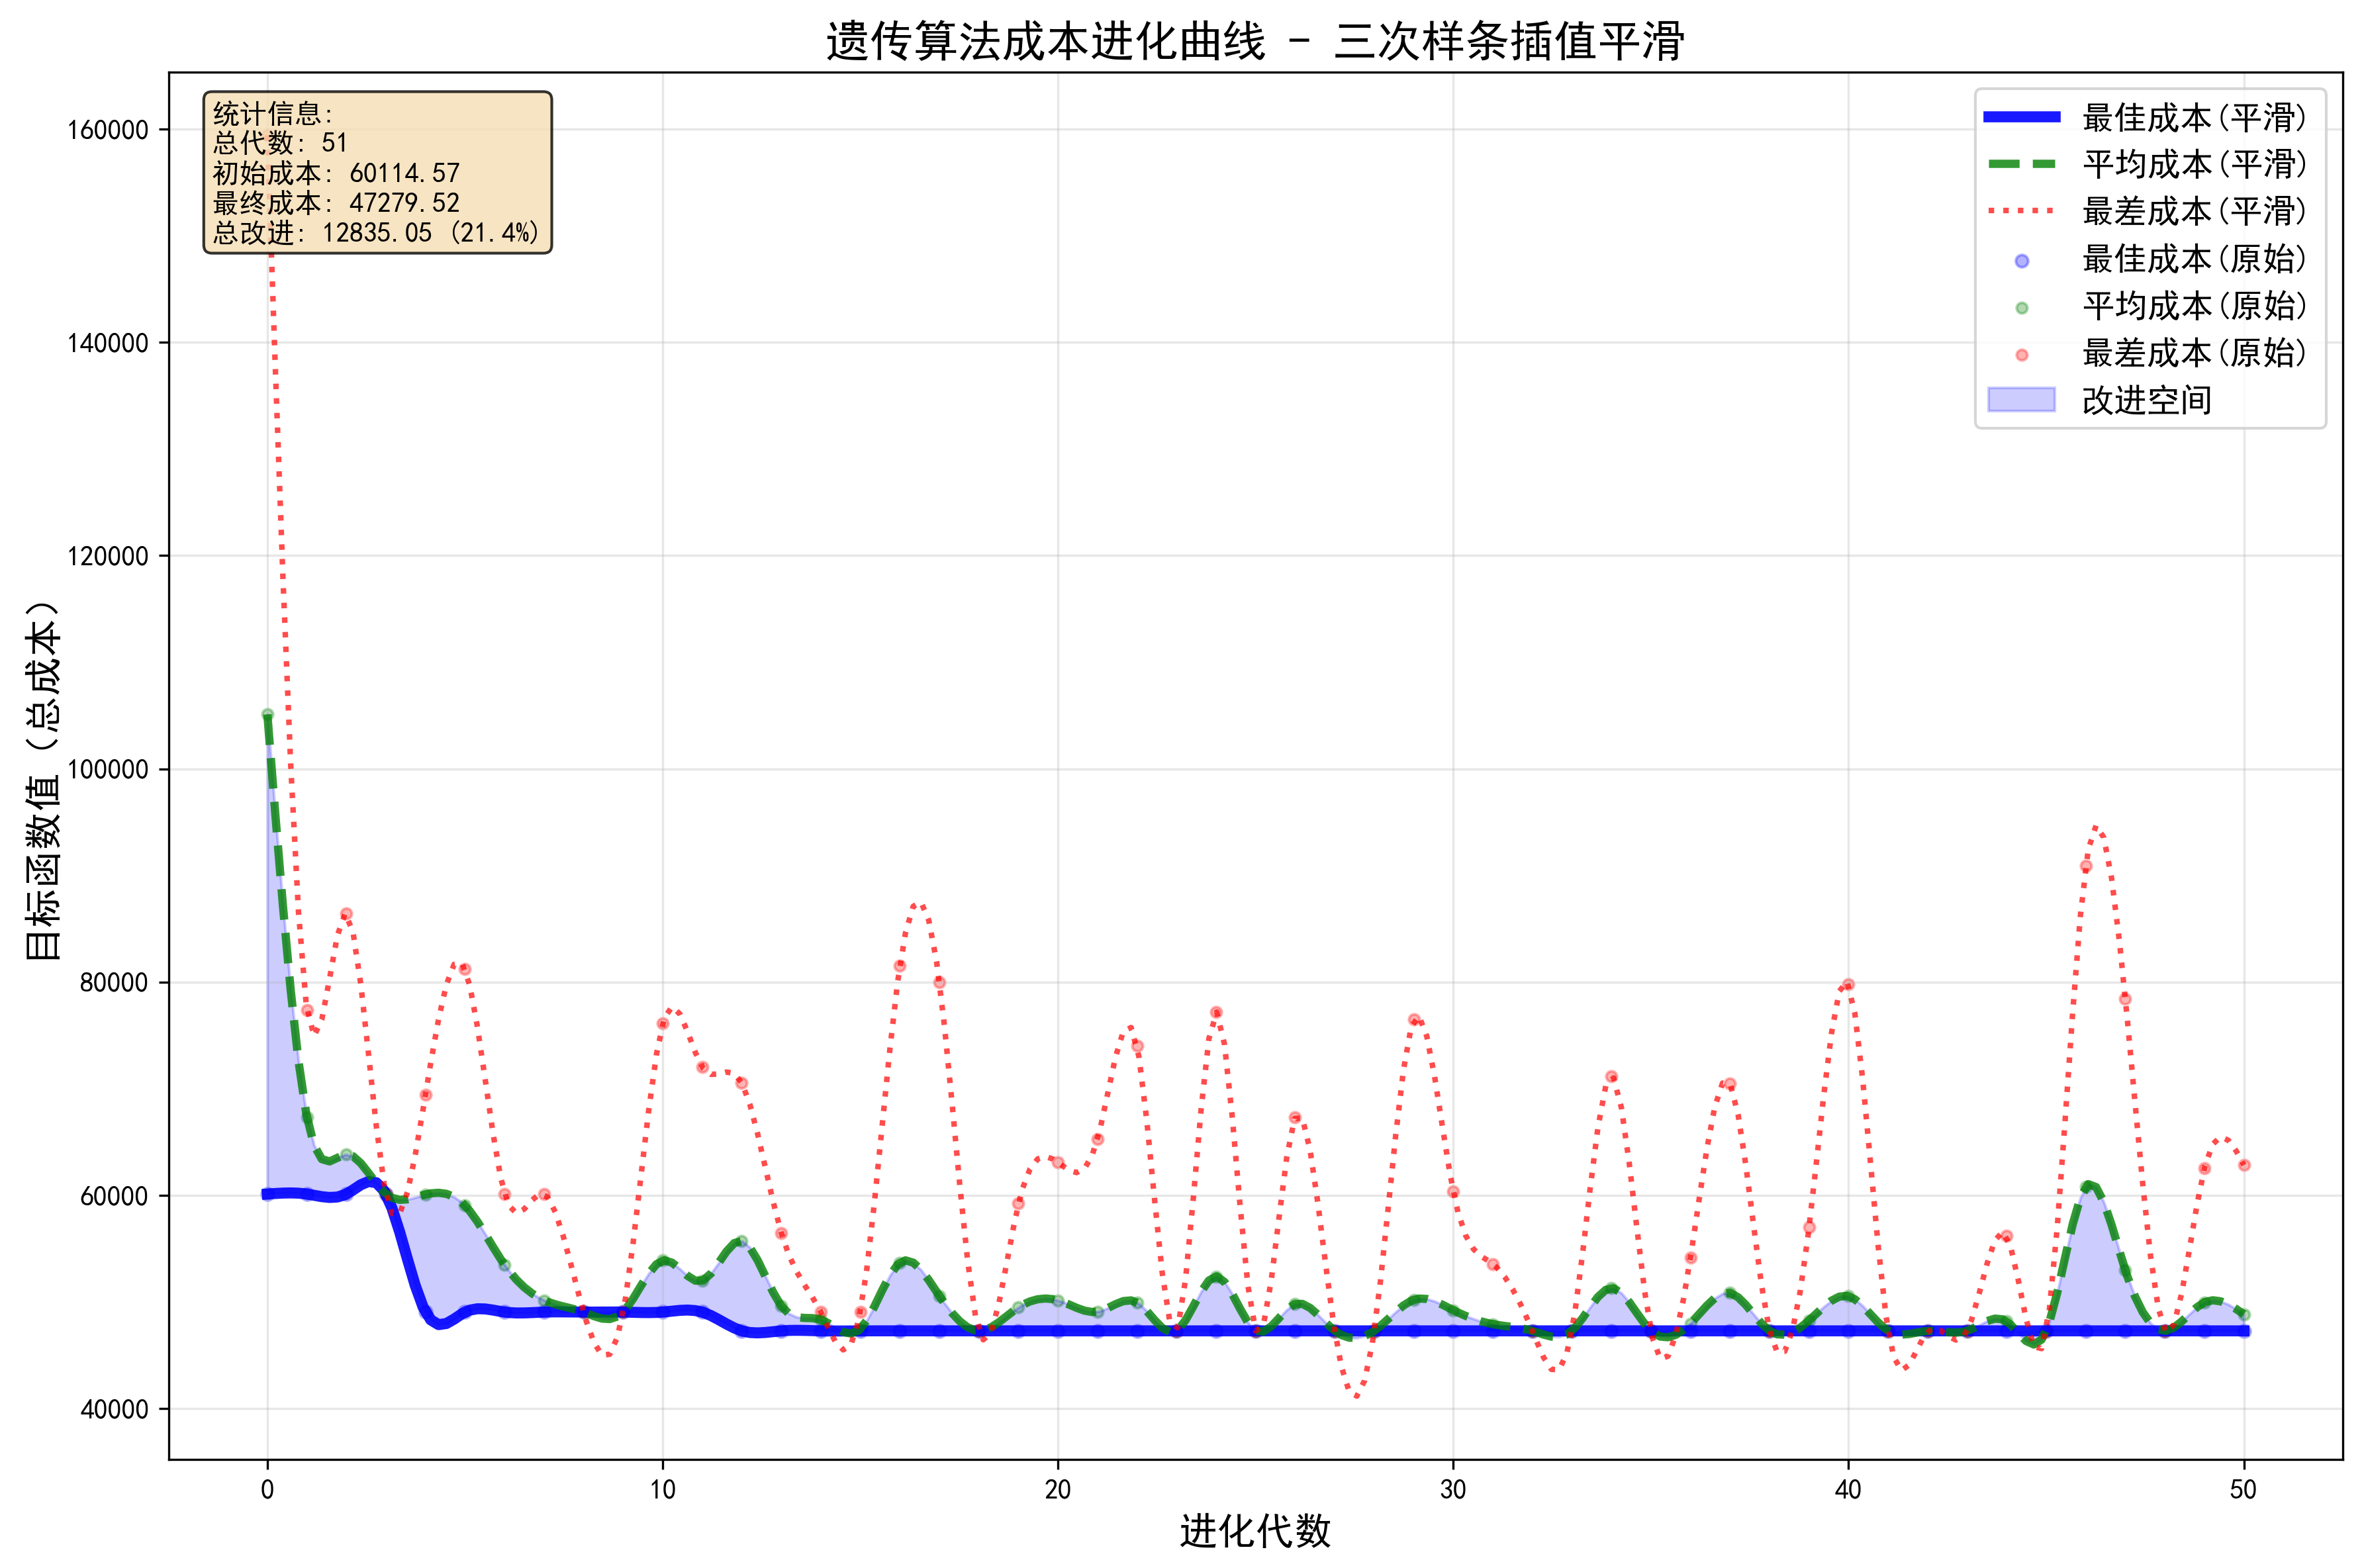 遗传算法成本进化曲线 - 三次样条插值平滑
统计信息:
总代数: 51
初始成本: 60114.57
最终成本: 47279.52
总改进: 12835.05 (21.4%)
最佳成本(平滑)
平均成本(平滑)
最差成本(平滑)
最佳成本(原始)
平均成本(原始)
最差成本(原始)
改进空间
目标函数值（总成本）
160000
140000
120000
100000
80000
60000
40000
0 10 20 30 40 50
进化代数